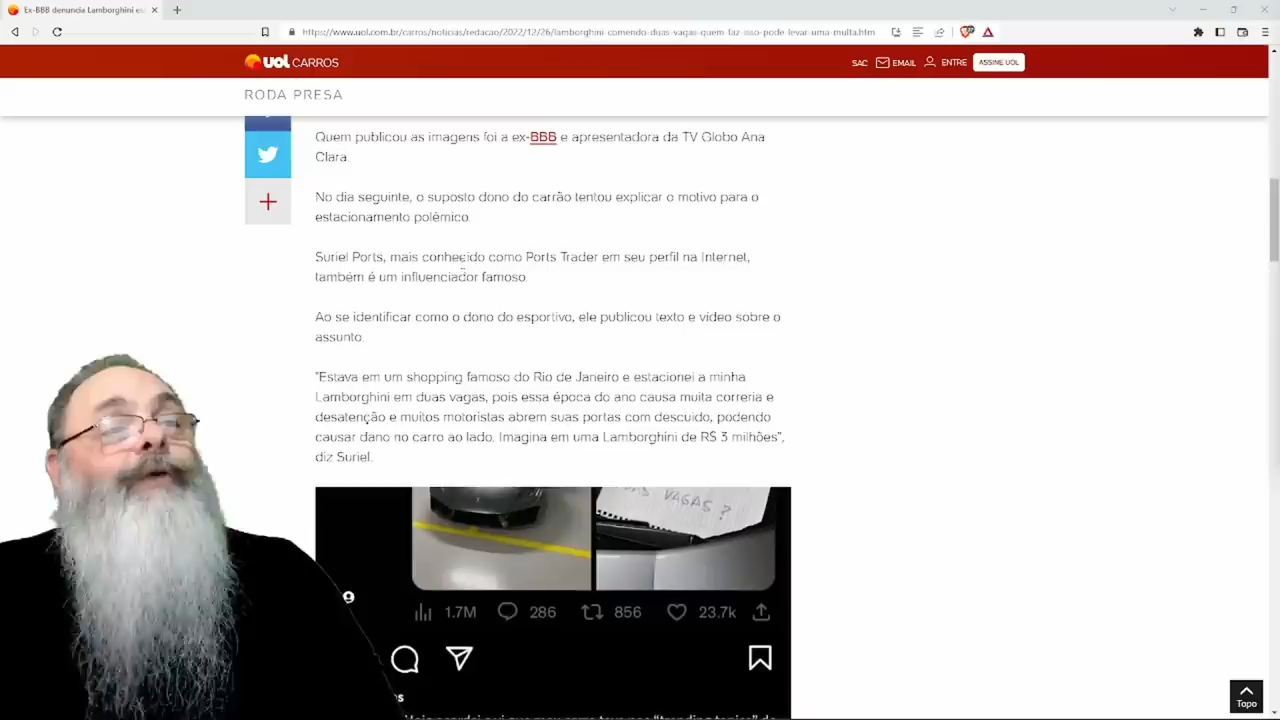 Ex-BBB denuncia Lamborghini es
https://www.uol.com.br/carros/noticias/redacao/2022/12/26/lamborghini-comendo-duas-vagas-quem-faz-isso-pode-levar-uma-multa.htm
UOL CARROS
SAC EMAIL ENTRE ASSINE UOL
RODA PRESA
Quem publicou as imagens foi a ex-BBB e apresentadora da TV Globo Ana
Clara.
No dia seguinte, o suposto dono do carrão tentou explicar o motivo para o
estacionamento polêmico.
Suriel Ports, mais conhecido como Ports Trader em seu perfil na Internet,
também é um influenciador famoso.
Ao se identificar como o dono do esportivo, ele publicou texto e vídeo sobre o
assunto.
"Estava em um shopping famoso do Rio de Janeiro e estacionei a minha
Lamborghini em duas vagas, pois essa época do ano causa muita correria e
desatenção e muitos motoristas abrem suas portas com descuido, podendo
causar dano no carro ao lado. Imagina em uma Lamborghini de R$ 3 milhões",
diz Suriel.
VAGAS?
1.7M 286 856 23.7k
Topo